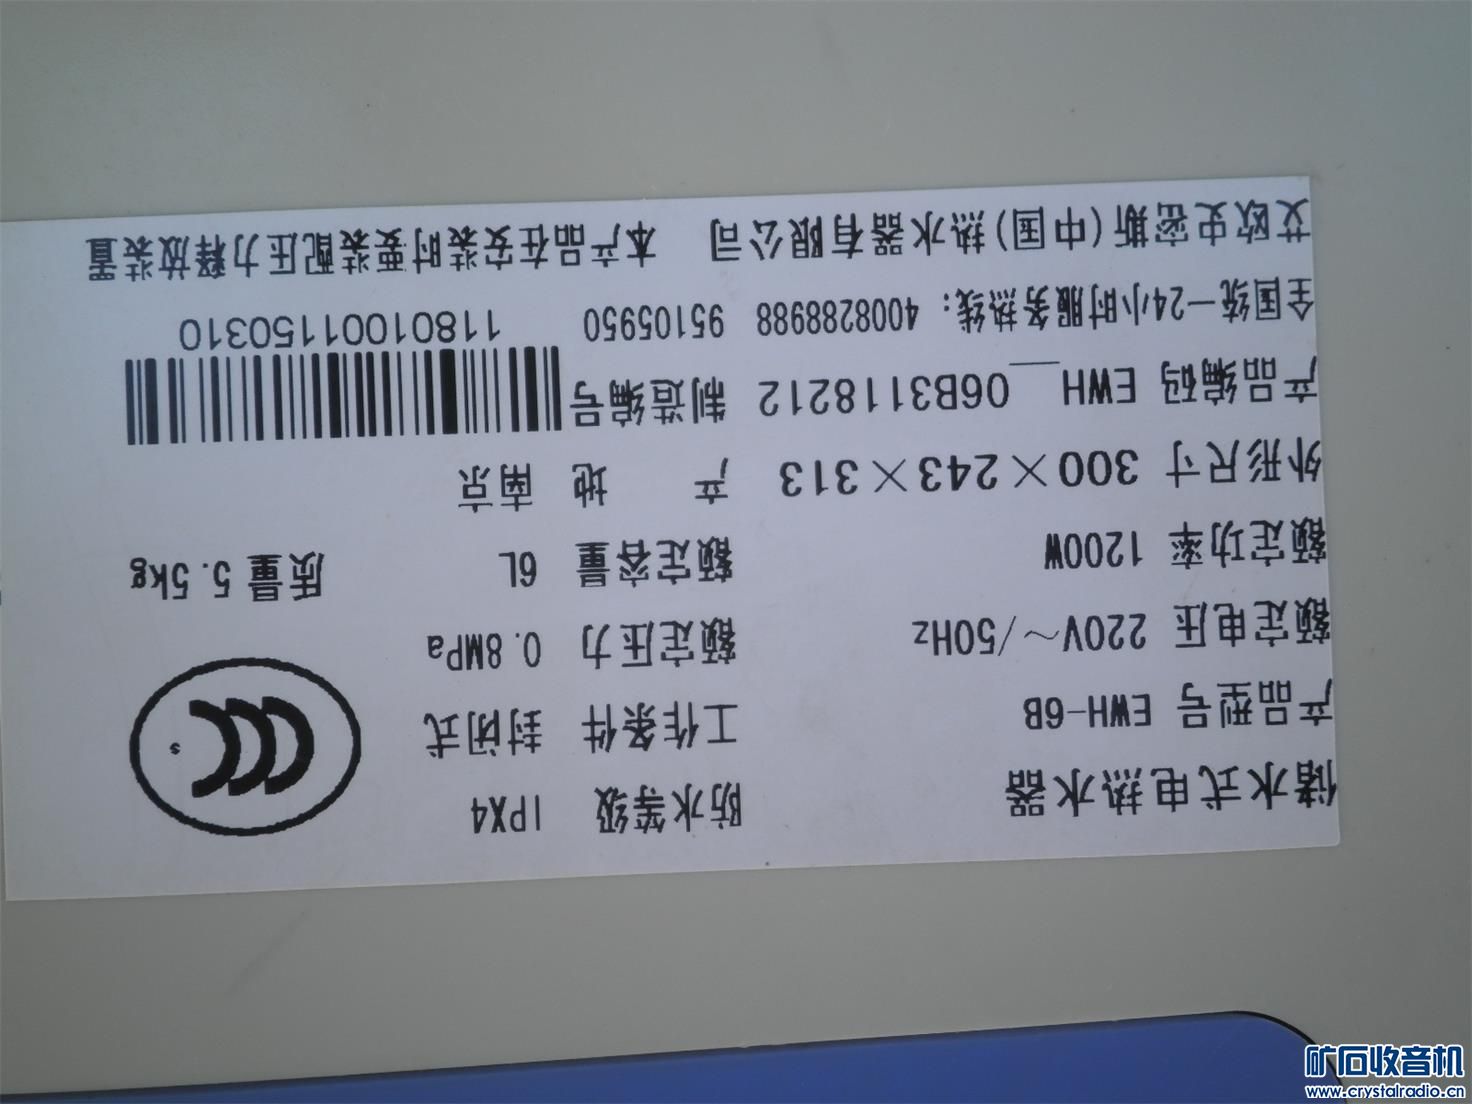 储水式电热水器 防水等级 IPX4
产品型号 EWH-6B 工作条件 封闭式
额定电压 220V～/50Hz 额定压力 0.8MPa
额定功率 1200W 额定容量 6L 质量 5.5kg
外形尺寸 300×243×313 产地 南京
产品编码 EWH__06B3118212 制造编号
全国统一24小时服务热线：4008288988 95105950 11801001150310
艾欧史密斯(中国)热水器有限公司 本产品在安装时要装配压力释放装置
CCC
S
矿石收音机
www.crystalradio.cn